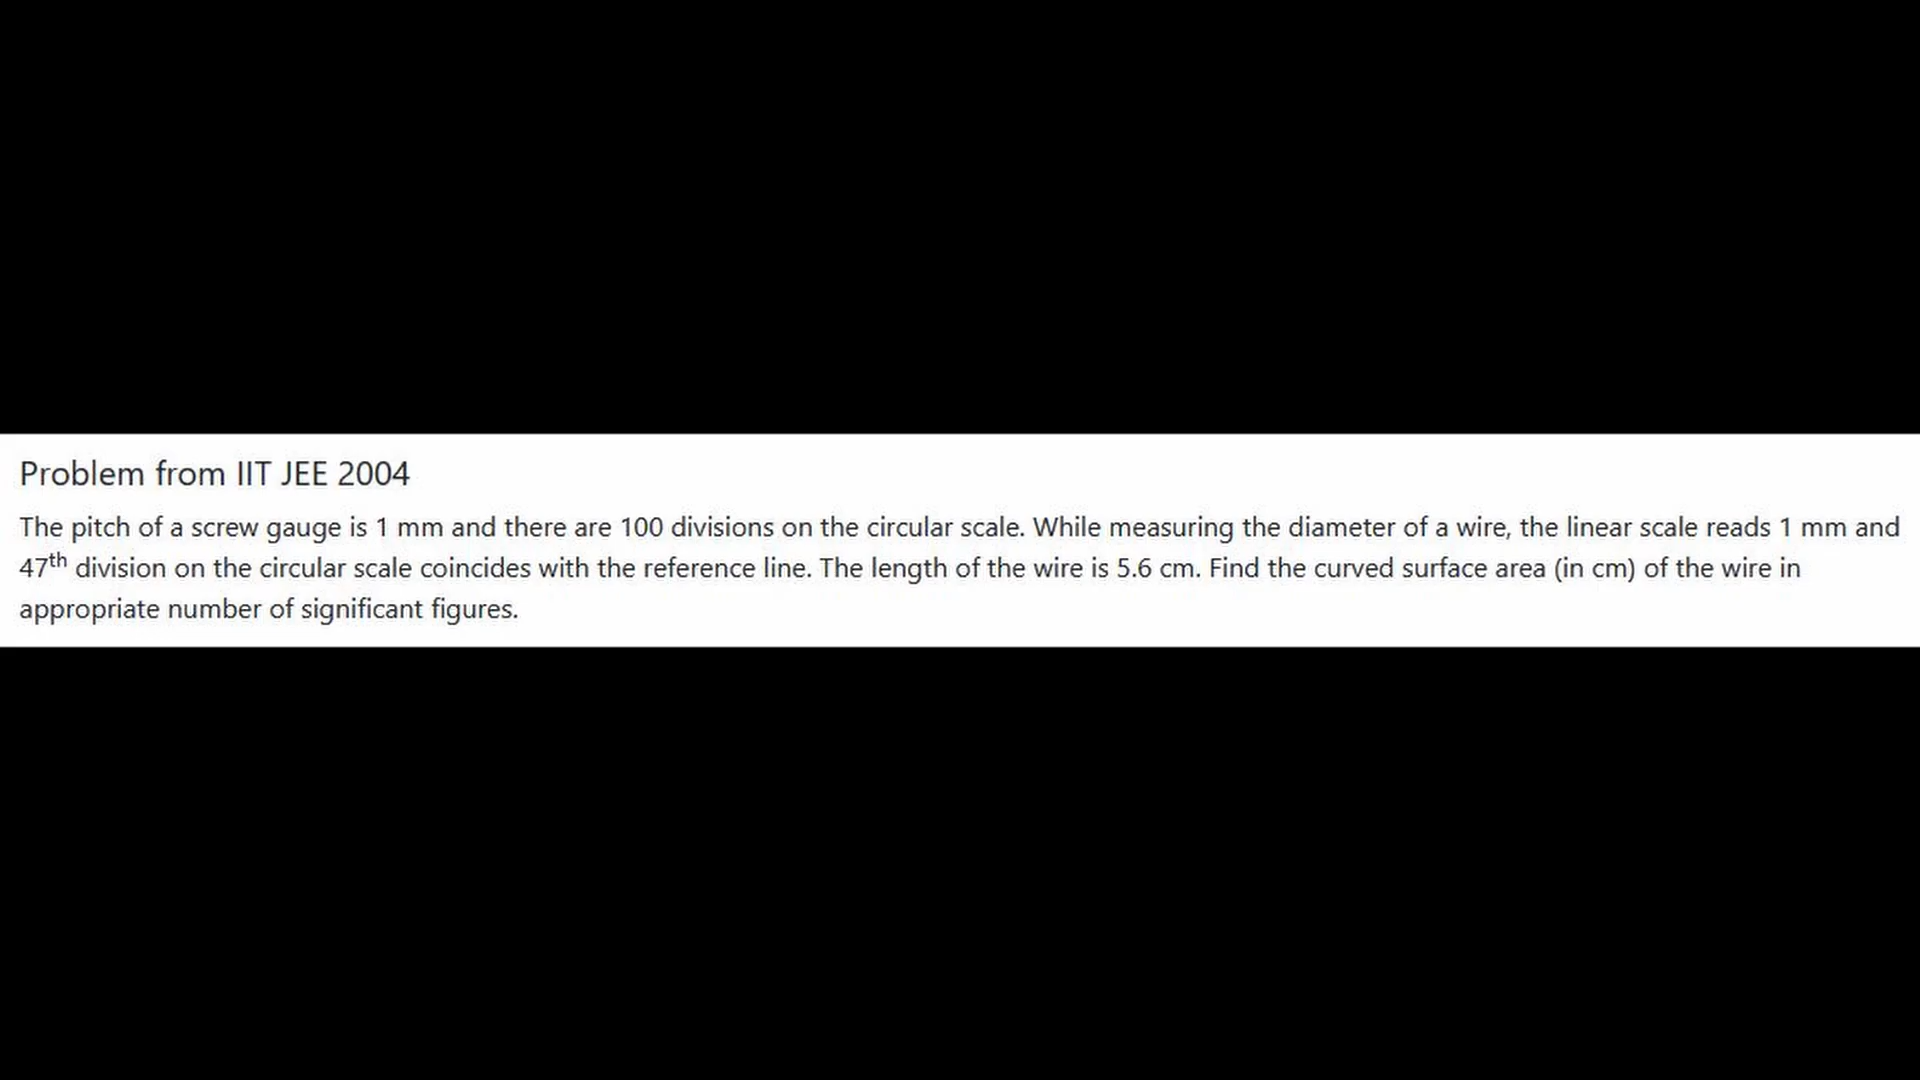 Problem from IIT JEE 2004
The pitch of a screw gauge is 1 mm and there are 100 divisions on the circular scale. While measuring the diameter of a wire, the linear scale reads 1 mm and
47th division on the circular scale coincides with the reference line. The length of the wire is 5.6 cm. Find the curved surface area (in cm) of the wire in
appropriate number of significant figures.